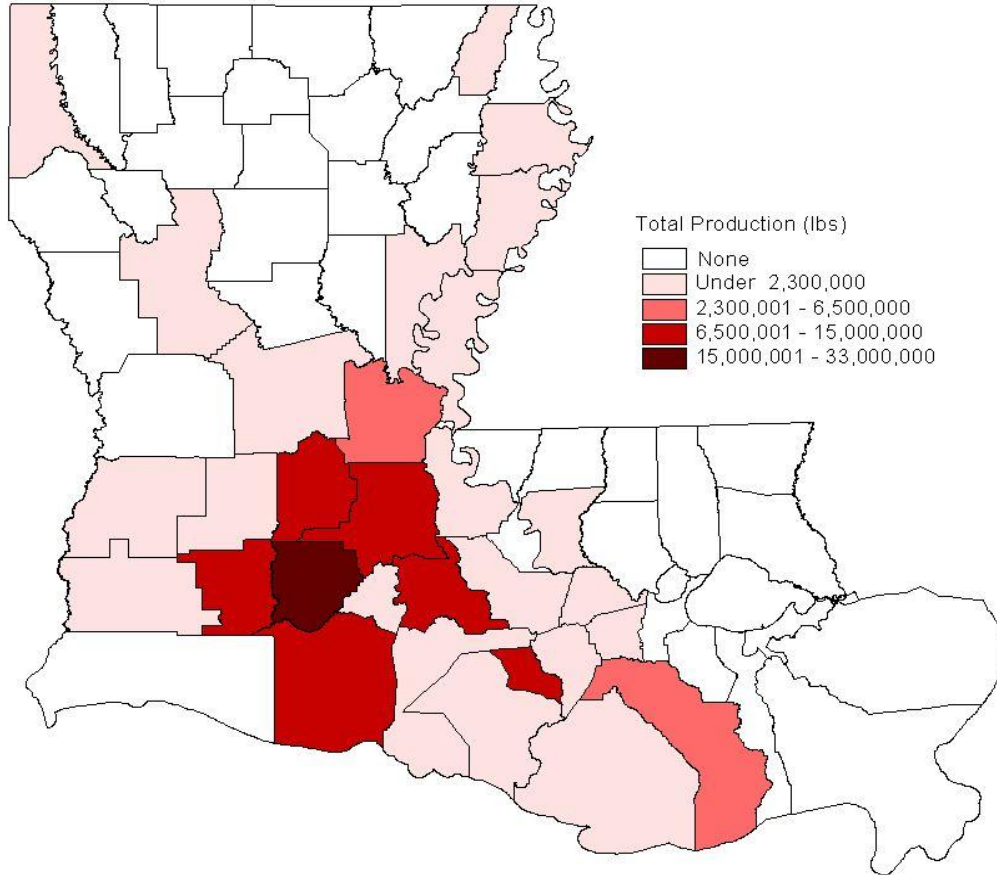 Total Production (lbs)
None
Under 2,300,000
2,300,001 - 6,500,000
6,500,001 - 15,000,000
15,000,001 - 33,000,000